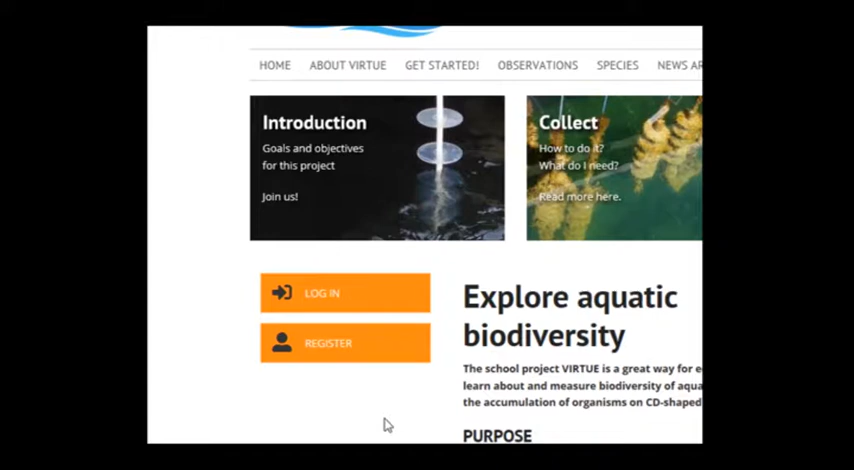 HOME ABOUT VIRTUE GET STARTED! OBSERVATIONS SPECIES NEWS AR
Introduction
Goals and objectives
for this project
Join us!
Collect
How to do it?
What do I need?
Read more here.
LOG IN
REGISTER
Explore aquatic
biodiversity
The school project VIRTUE is a great way for e
learn about and measure biodiversity of aqua
the accumulation of organisms on CD-shaped
PURPOSE